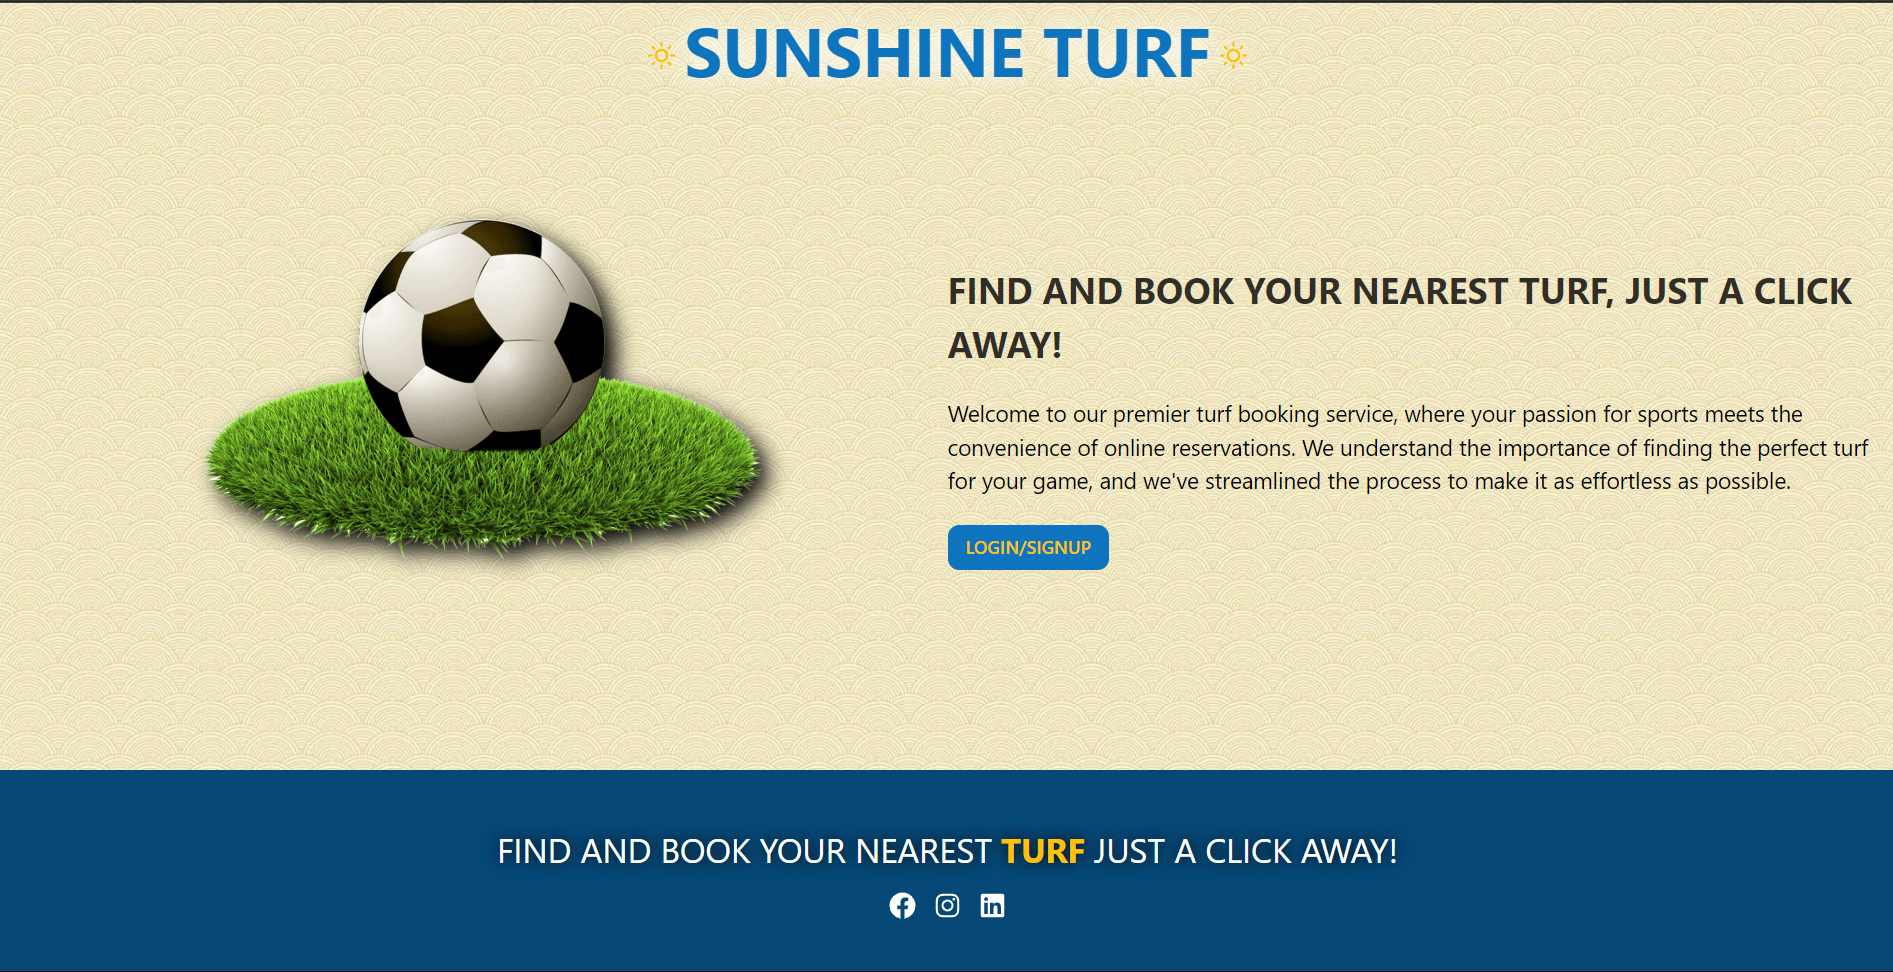 SUNSHINE TURF
FIND AND BOOK YOUR NEAREST TURF, JUST A CLICK
AWAY!
Welcome to our premier turf booking service, where your passion for sports meets the
convenience of online reservations. We understand the importance of finding the perfect turf
for your game, and we've streamlined the process to make it as effortless as possible.
LOGIN/SIGNUP
FIND AND BOOK YOUR NEAREST TURF JUST A CLICK AWAY!